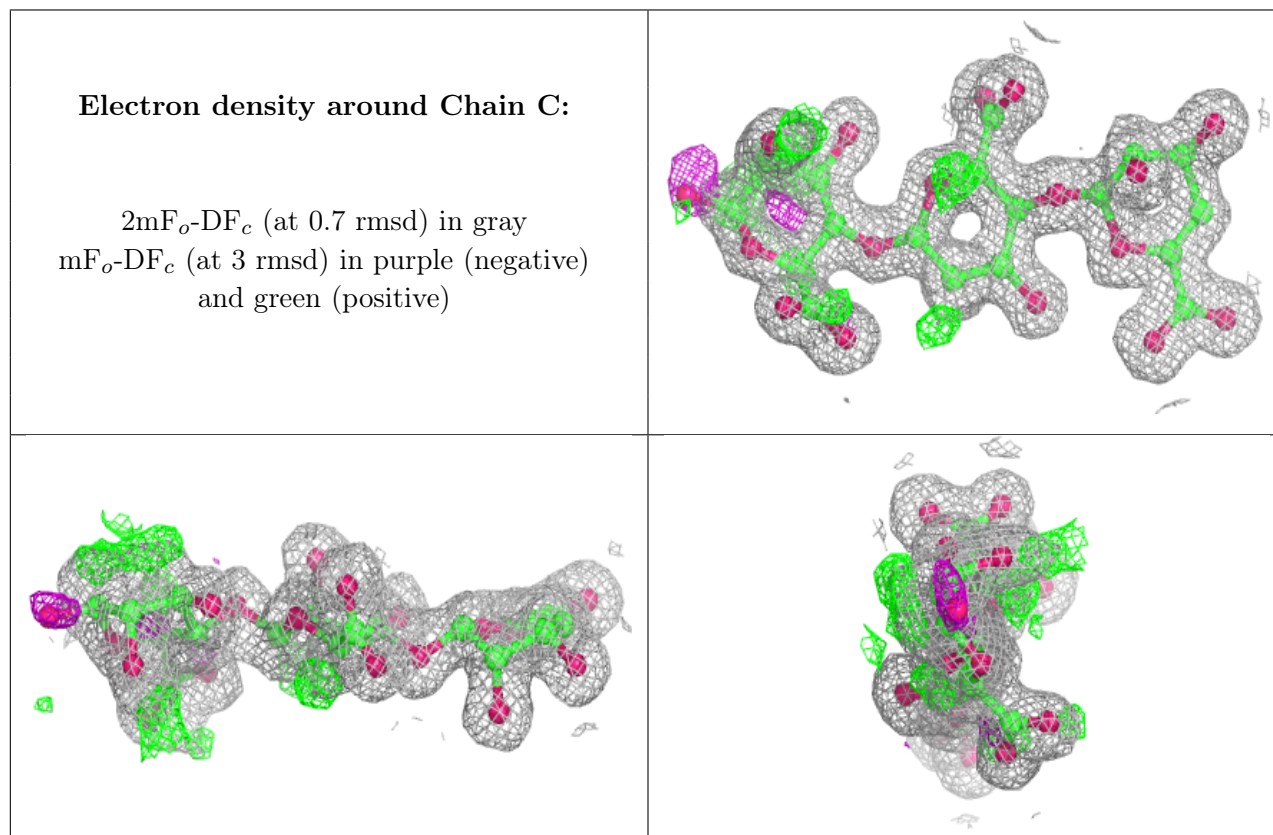 Electron density around Chain C:
2mFₒ-DF𝒸 (at 0.7 rmsd) in gray
mFₒ-DF𝒸 (at 3 rmsd) in purple (negative)
and green (positive)